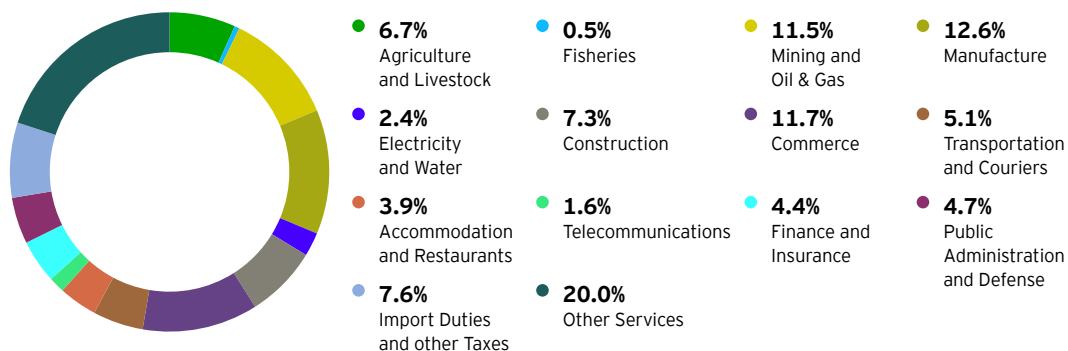 6.7%
Agriculture
and Livestock
0.5%
Fisheries
11.5%
Mining and
Oil & Gas
12.6%
Manufacture
2.4%
Electricity
and Water
7.3%
Construction
11.7%
Commerce
5.1%
Transportation
and Couriers
3.9%
Accommodation
and Restaurants
1.6%
Telecommunications
4.4%
Finance and
Insurance
4.7%
Public
Administration
and Defense
7.6%
Import Duties
and other Taxes
20.0%
Other Services